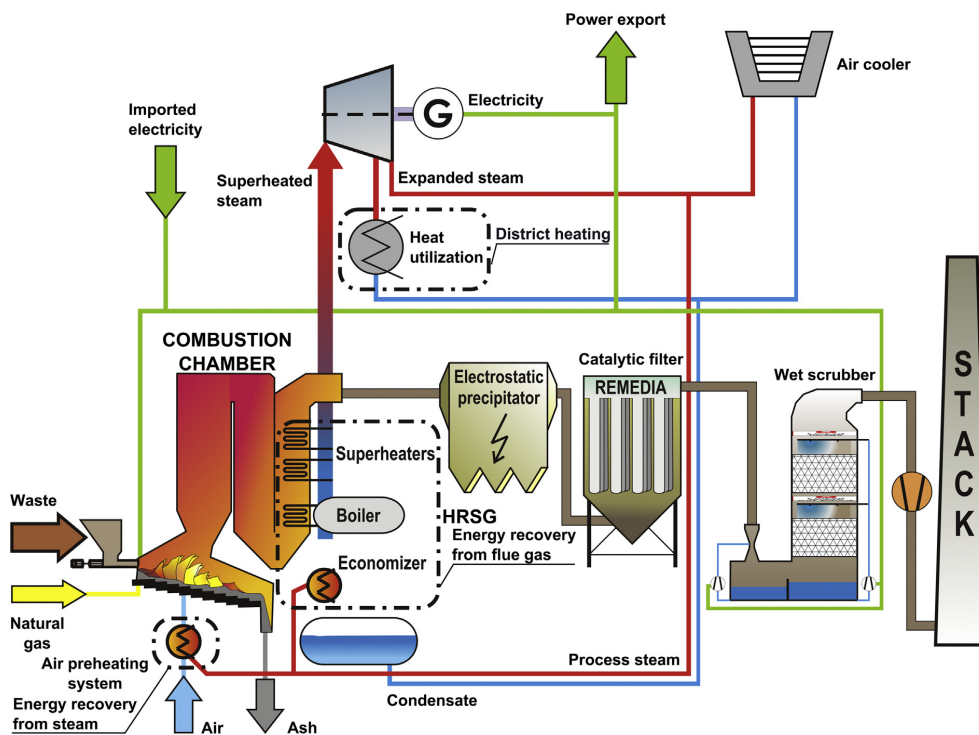 Power export
Air cooler
Imported
electricity
Electricity
G
Superheated
steam
Expanded steam
Heat
utilization
District heating
COMBUSTION
CHAMBER
Electrostatic
precipitator
Catalytic filter
REMEDIA
Wet scrubber
STACK
Superheaters
Waste
Boiler
HRSG
Energy recovery
from flue gas
Economizer
Natural
gas
Air preheating
system
Process steam
Energy recovery
from steam
Condensate
Air
Ash